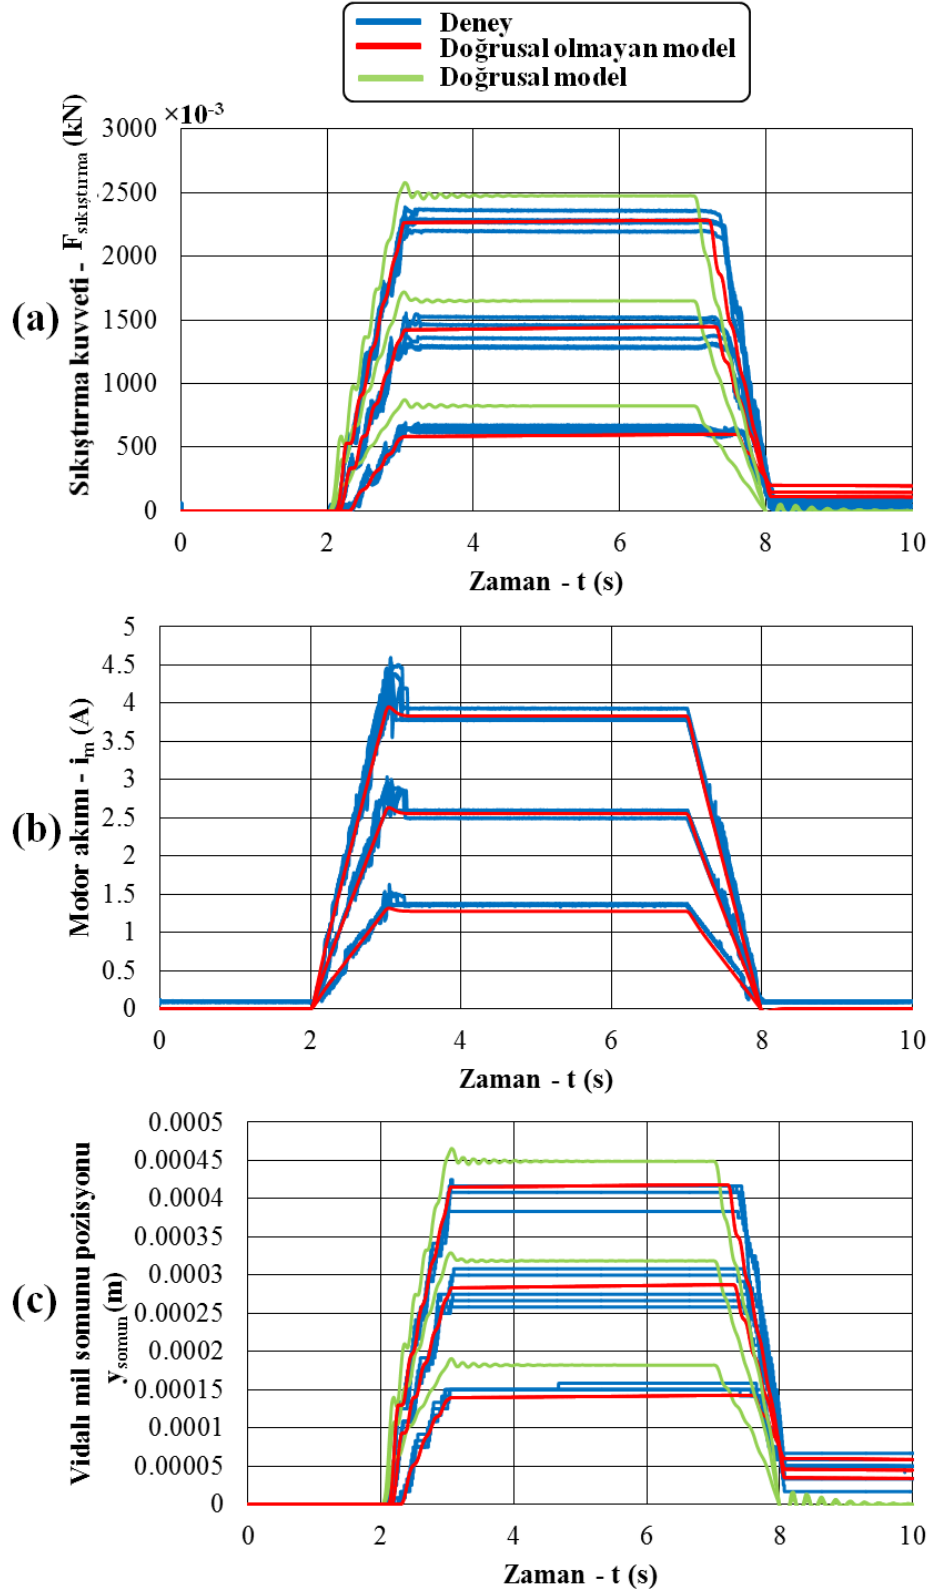 Deney
Doğrusal olmayan model
Doğrusal model
(a)
Sıkıştırma kuvveti - F_sıkıştırma (kN)
×10⁻³
3000
2500
2000
1500
1000
500
0
0 2 4 6 8 10
Zaman - t (s)
(b)
Motor akımı - i_m (A)
5
4.5
4
3.5
3
2.5
2
1.5
1
0.5
0
0 2 4 6 8 10
Zaman - t (s)
(c)
Vidalı mil somunu pozisyonu
y_somun (m)
0.0005
0.00045
0.0004
0.00035
0.0003
0.00025
0.0002
0.00015
0.0001
0.00005
0
0 2 4 6 8 10
Zaman - t (s)